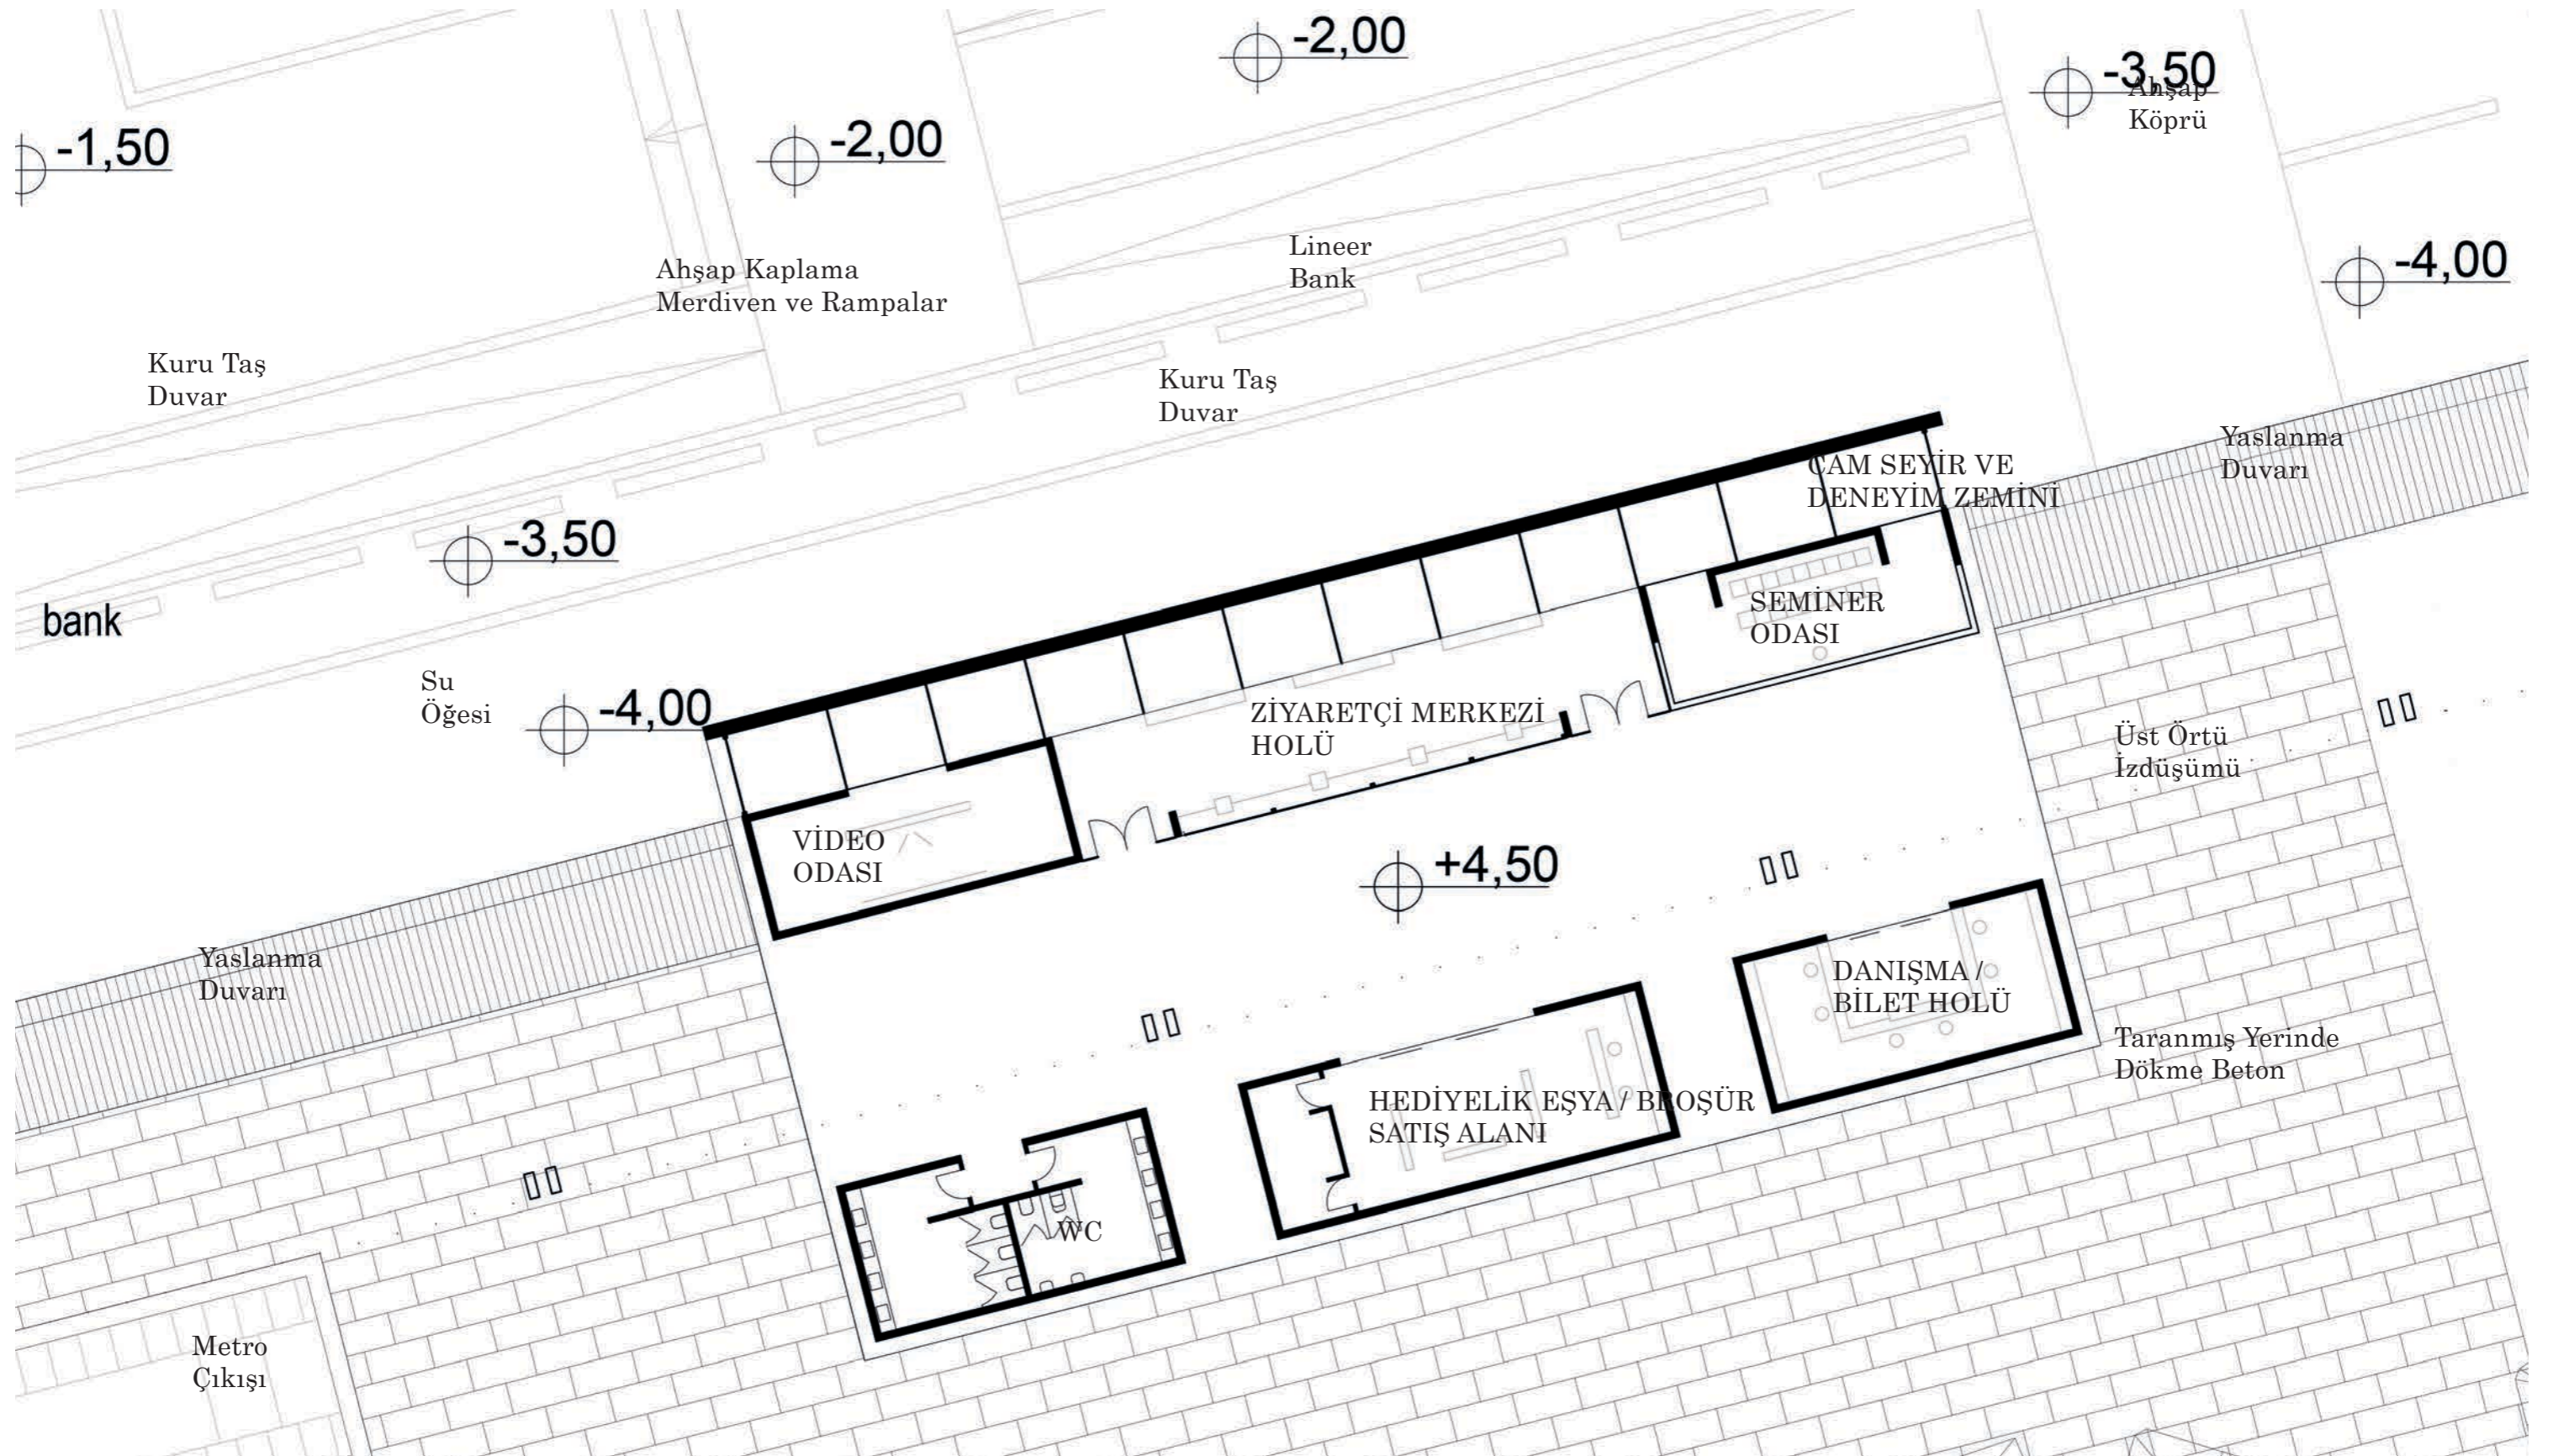 -2,00
-3,50
Ahşap
Köprü
-1,50
-2,00
Lineer
Bank
-4,00
Ahşap Kaplama
Merdiven ve Rampalar
Kuru Taş
Duvar
Kuru Taş
Duvar
Yaslanma
Duvarı
CAM SEYİR VE
DENEYİM ZEMİNİ
-3,50
bank
SEMİNER
ODASI
Su
Öğesi
-4,00
ZİYARETÇİ MERKEZİ
HOLÜ
Üst Örtü
İzdüşümü
VİDEO
ODASI
+4,50
Yaslanma
Duvarı
DANIŞMA /
BİLET HOLÜ
Taranmış Yerinde
Dökme Beton
HEDİYELİK EŞYA / BROŞÜR
SATIŞ ALANI
WC
Metro
Çıkışı